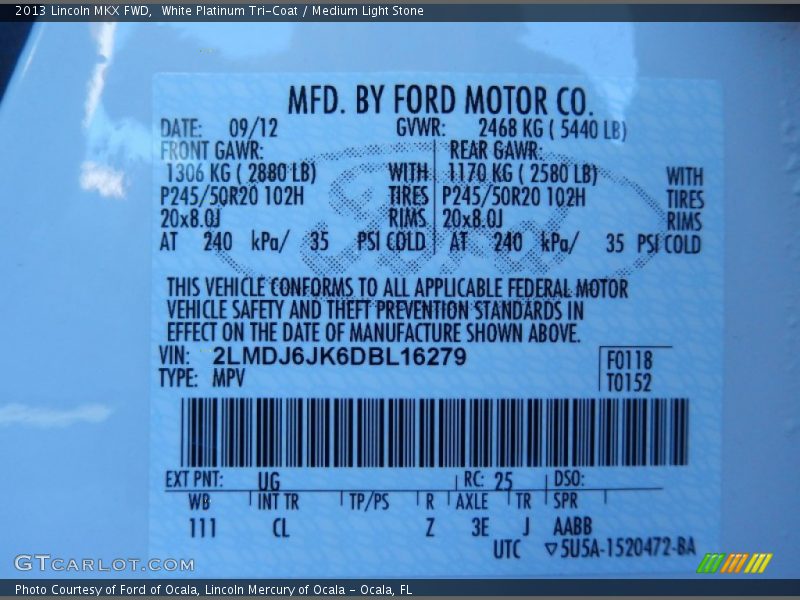 2013 Lincoln MKX FWD,  White Platinum Tri-Coat / Medium Light Stone
MFD. BY FORD MOTOR CO.
DATE: 09/12 GVWR: 2468 KG ( 5440 LB)
FRONT GAWR: REAR GAWR:
1306 KG ( 2880 LB) WITH 1170 KG ( 2580 LB) WITH
P245/50R20 102H TIRES P245/50R20 102H TIRES
20x8.0J RIMS 20x8.0J RIMS
AT 240 kPa/ 35 PSI COLD AT 240 kPa/ 35 PSI COLD
Ford
THIS VEHICLE CONFORMS TO ALL APPLICABLE FEDERAL MOTOR
VEHICLE SAFETY AND THEFT PREVENTION STANDARDS IN
EFFECT ON THE DATE OF MANUFACTURE SHOWN ABOVE.
VIN: 2LMDJ6JK6DBL16279 F0118
TYPE: MPV T0152
EXT PNT: UG RC: 25 DSO:
WB INT TR TP/PS R AXLE TR SPR
111 CL Z 3E J AABB
UTC ▽5U5A-1520472-BA
GTCARLOT.COM
Photo Courtesy of Ford of Ocala, Lincoln Mercury of Ocala - Ocala, FL